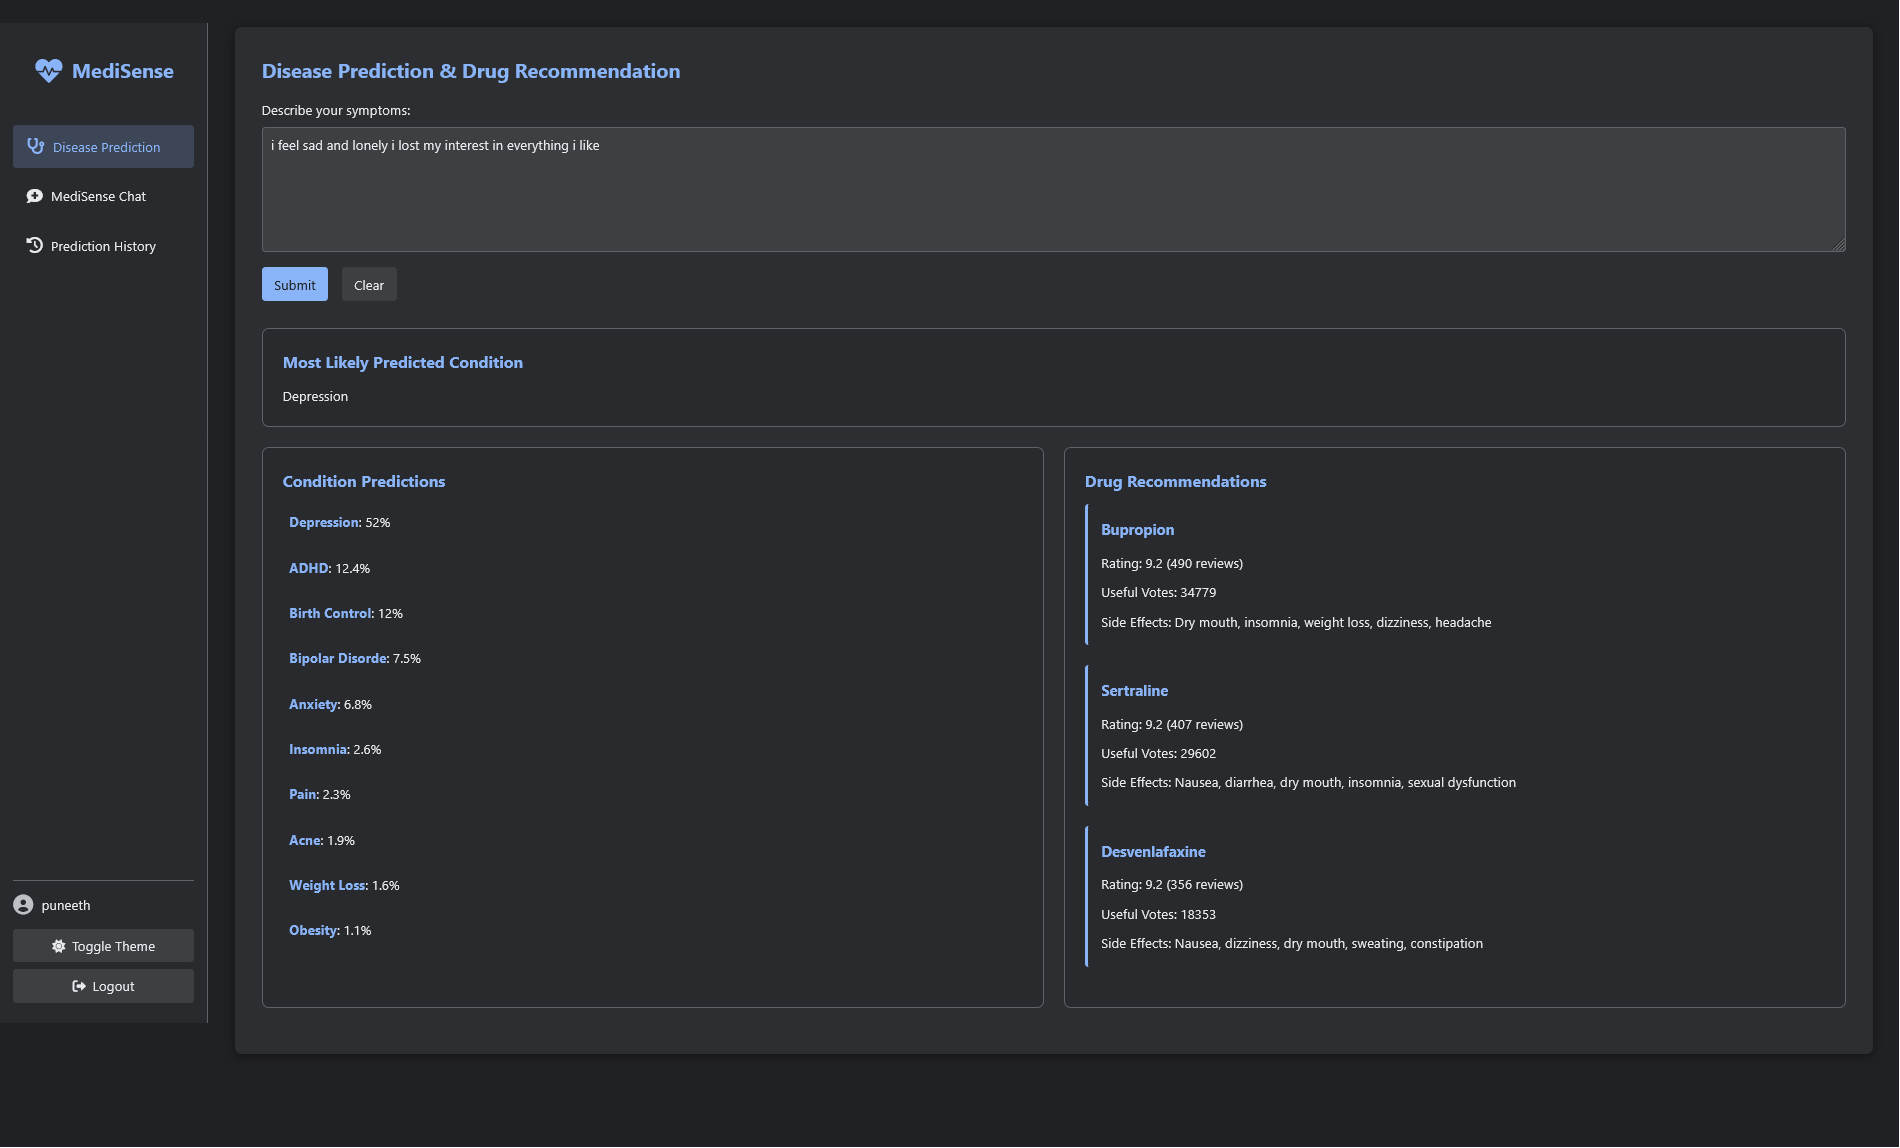 MediSense
Disease Prediction
MediSense Chat
Prediction History
puneeth
Toggle Theme
Logout
Disease Prediction & Drug Recommendation
Describe your symptoms:
i feel sad and lonely i lost my interest in everything i like
Submit
Clear
Most Likely Predicted Condition
Depression
Condition Predictions
Depression: 52%
ADHD: 12.4%
Birth Control: 12%
Bipolar Disorde: 7.5%
Anxiety: 6.8%
Insomnia: 2.6%
Pain: 2.3%
Acne: 1.9%
Weight Loss: 1.6%
Obesity: 1.1%
Drug Recommendations
Bupropion
Rating: 9.2 (490 reviews)
Useful Votes: 34779
Side Effects: Dry mouth, insomnia, weight loss, dizziness, headache
Sertraline
Rating: 9.2 (407 reviews)
Useful Votes: 29602
Side Effects: Nausea, diarrhea, dry mouth, insomnia, sexual dysfunction
Desvenlafaxine
Rating: 9.2 (356 reviews)
Useful Votes: 18353
Side Effects: Nausea, dizziness, dry mouth, sweating, constipation